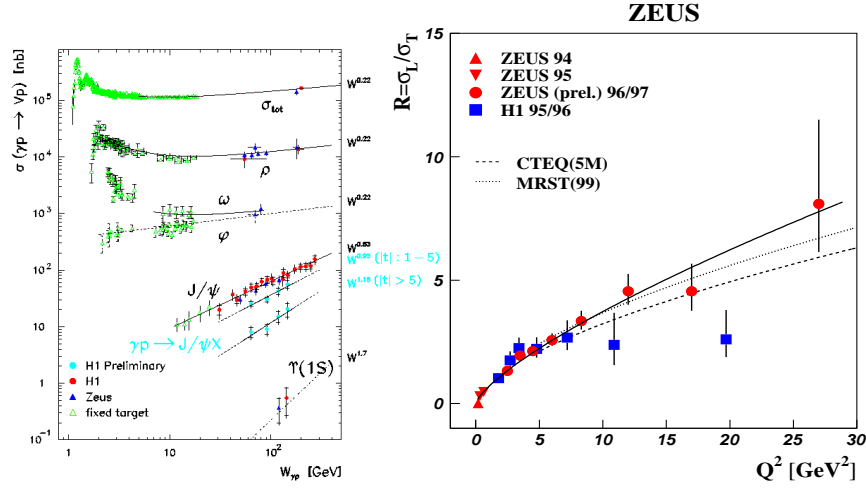 σ (γp → Vp) [nb]
10^5
10^4
10^3
10^2
10
1
10^-1
σ_tot
ρ
ω
φ
J/ψ
γp → J/ψX
Υ(1S)
W^0.22
W^0.22
W^0.22
W^0.83
W^0.92 (|t| : 1 – 5)
W^1.15 (|t| > 5)
W^1.7
H1 Preliminary
H1
Zeus
fixed target
1
10
10^2
W_γp [GeV]
ZEUS
R=σ_L/σ_T
15
10
5
0
ZEUS 94
ZEUS 95
ZEUS (prel.) 96/97
H1 95/96
CTEQ(5M)
MRST(99)
0
5
10
15
20
25
30
Q^2 [GeV^2]